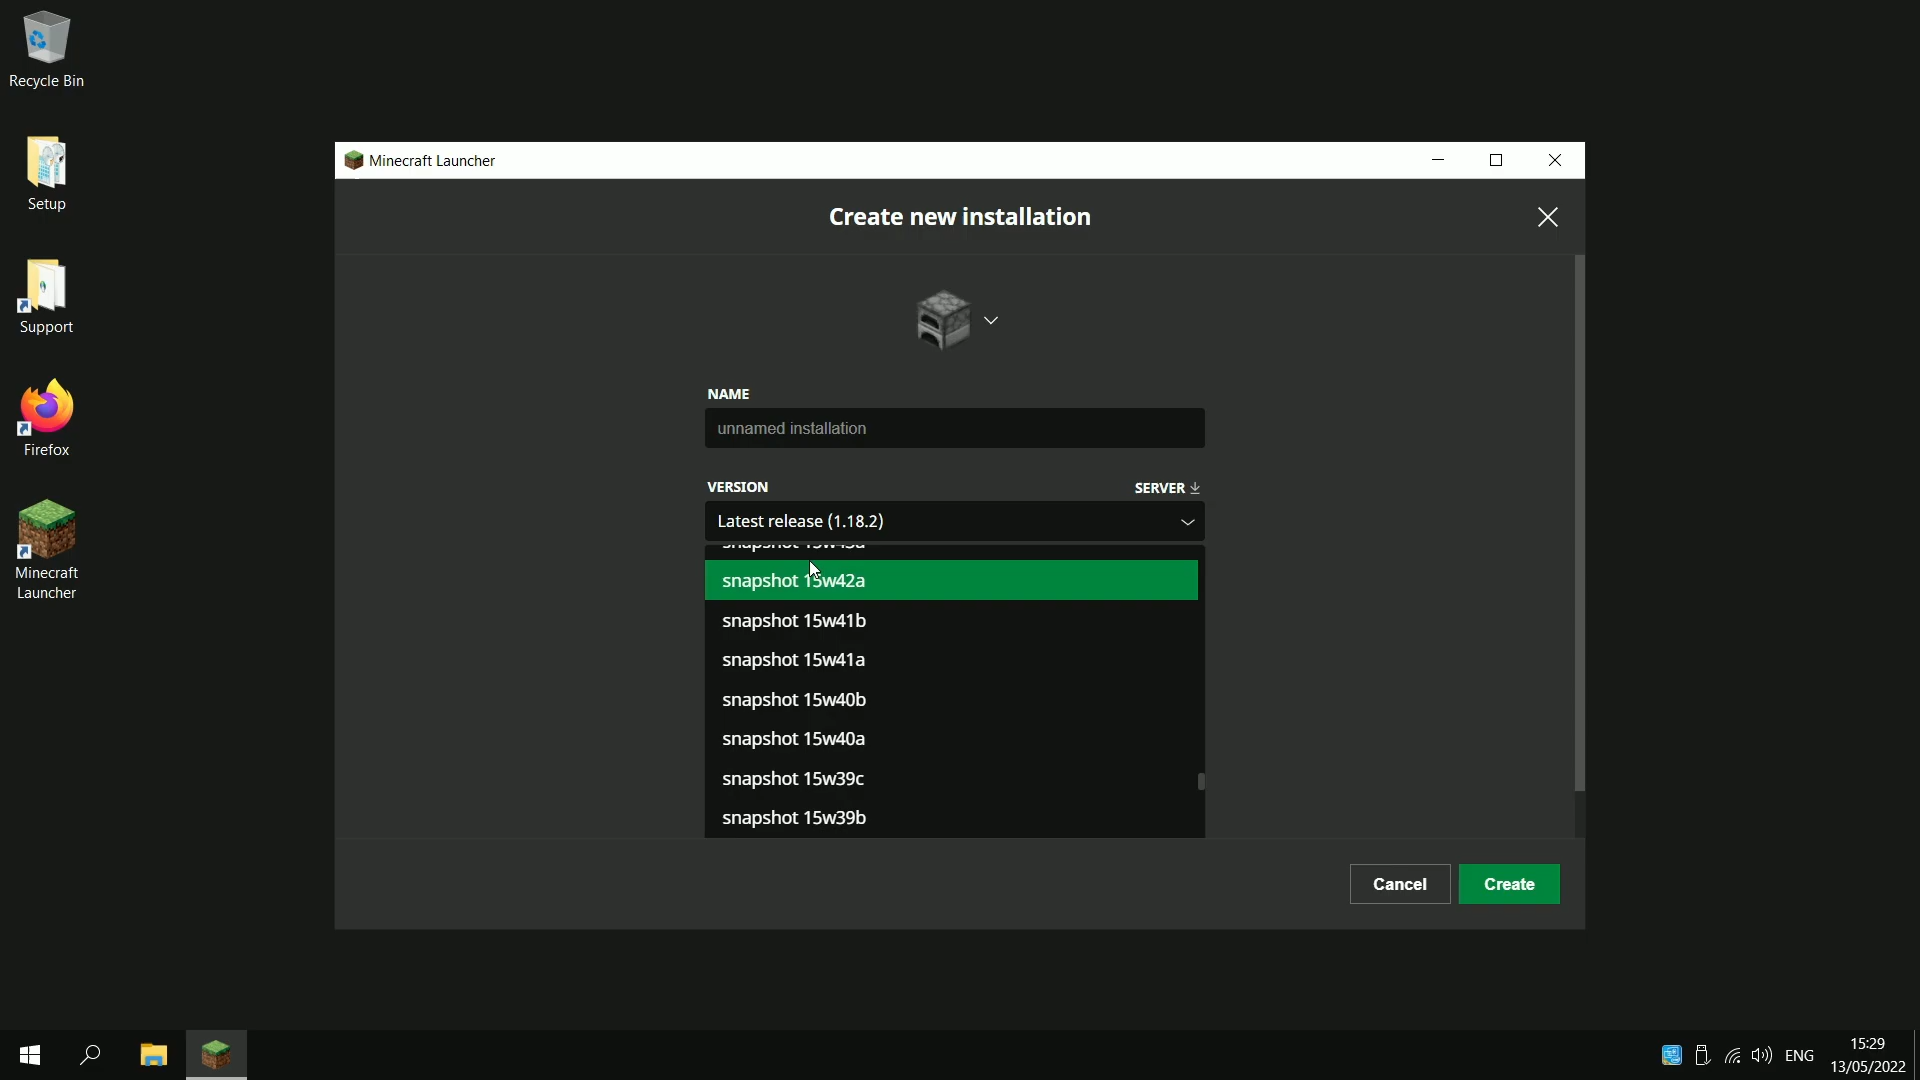 Recycle Bin
Setup
Support
Firefox
Minecraft
Launcher
Minecraft Launcher
Create new installation
NAME
unnamed installation
VERSION
SERVER
Latest release (1.18.2)
snapshot 15w43a
snapshot 15w42a
snapshot 15w41b
snapshot 15w41a
snapshot 15w40b
snapshot 15w40a
snapshot 15w39c
snapshot 15w39b
Cancel
Create
ENG
15:29
13/05/2022